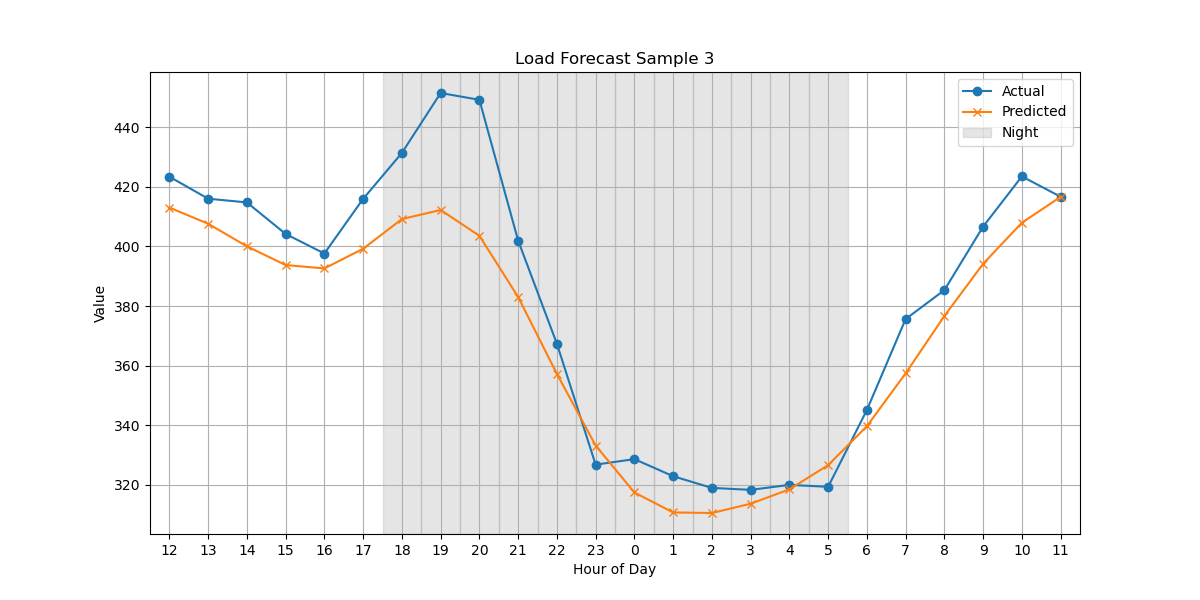 Load Forecast Sample 3
Actual
Predicted
Night
440
420
400
380
360
340
320
Value
12 13 14 15 16 17 18 19 20 21 22 23 0 1 2 3 4 5 6 7 8 9 10 11
Hour of Day